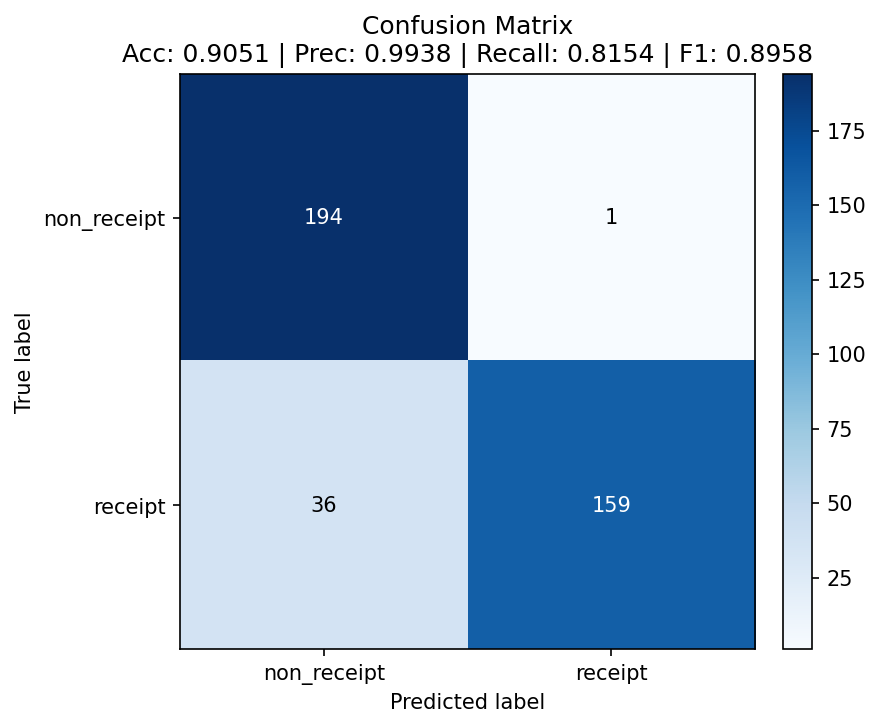 Confusion Matrix
Acc: 0.9051 | Prec: 0.9938 | Recall: 0.8154 | F1: 0.8958
non_receipt
194
1
receipt
36
159
non_receipt
receipt
Predicted label
True label
175
150
125
100
75
50
25